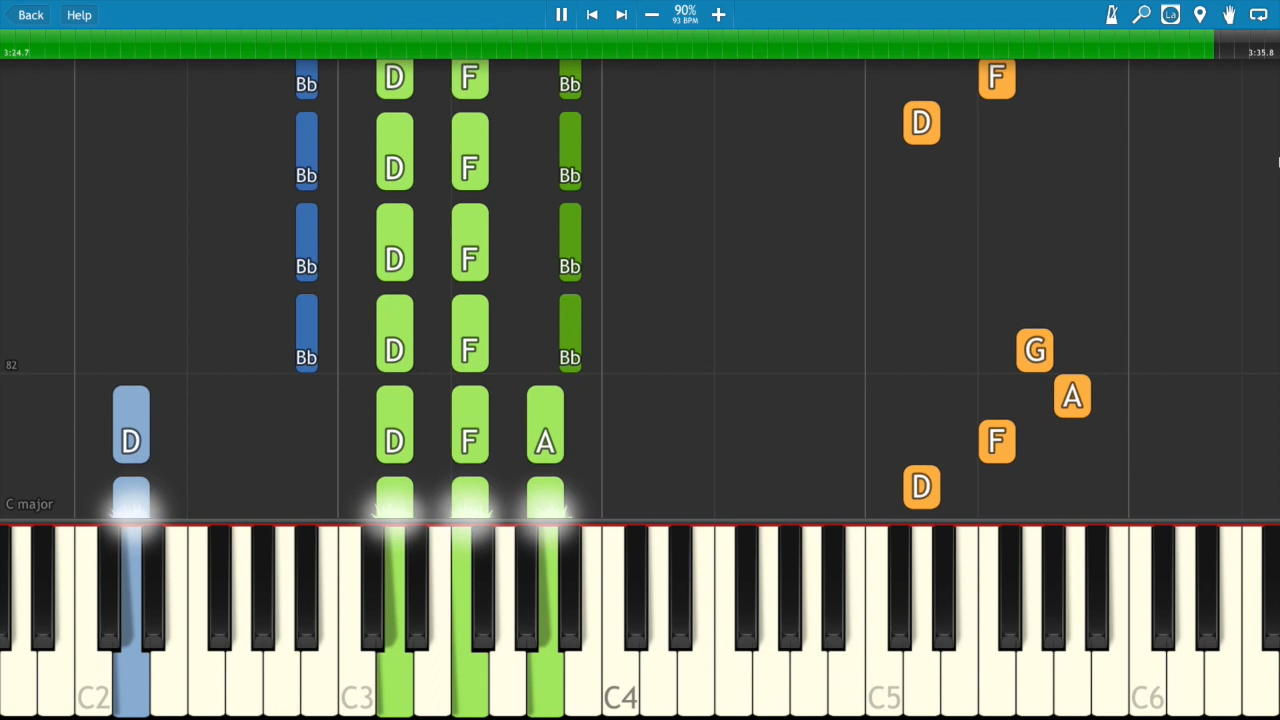 Back Help 90%
93 BPM
La
3:24.7 3:35.8
Bb D F Bb F
D
Bb D F Bb
Bb D F Bb
Bb D F Bb G
82
A
D D F A F
D
C major
C2 C3 C4 C5 C6